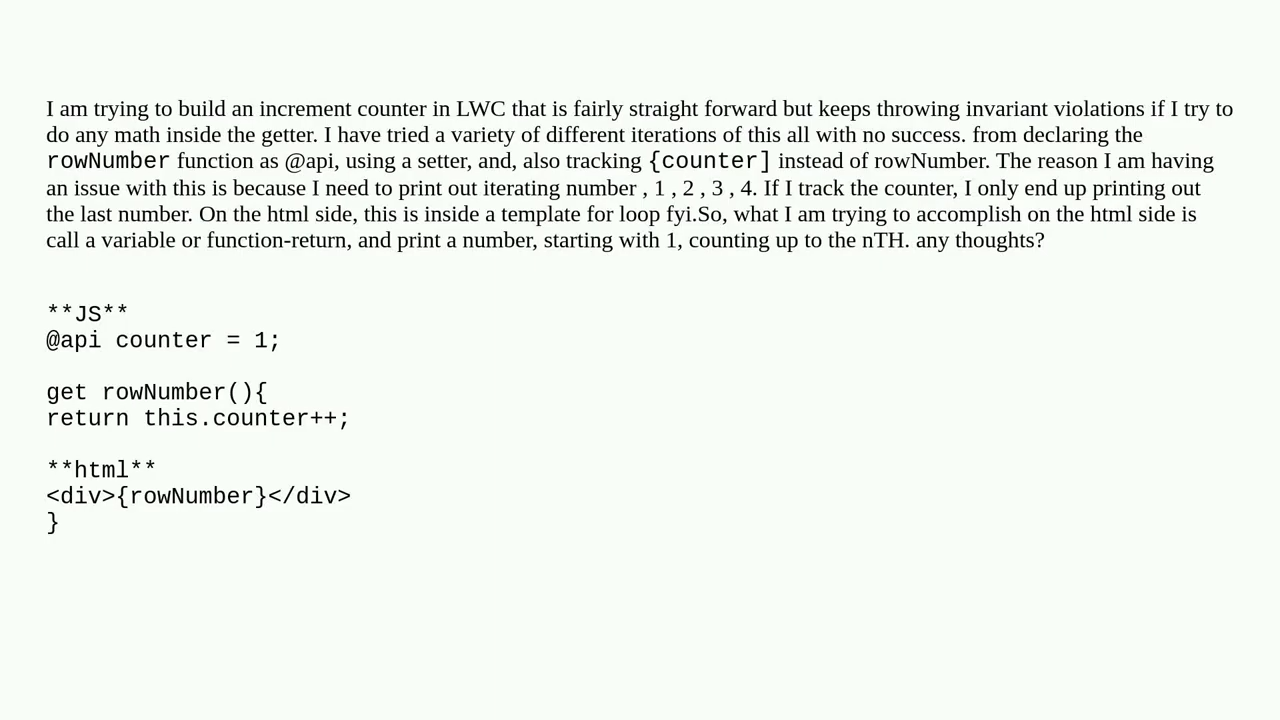 I am trying to build an increment counter in LWC that is fairly straight forward but keeps throwing invariant violations if I try to
do any math inside the getter. I have tried a variety of different iterations of this all with no success. from declaring the
rowNumber function as @api, using a setter, and, also tracking {counter] instead of rowNumber. The reason I am having
an issue with this is because I need to print out iterating number , 1 , 2 , 3 , 4. If I track the counter, I only end up printing out
the last number. On the html side, this is inside a template for loop fyi.So, what I am trying to accomplish on the html side is
call a variable or function-return, and print a number, starting with 1, counting up to the nTH. any thoughts?
**JS**
@api counter = 1;
get rowNumber(){
return this.counter++;
**html**
<div>{rowNumber}</div>
}